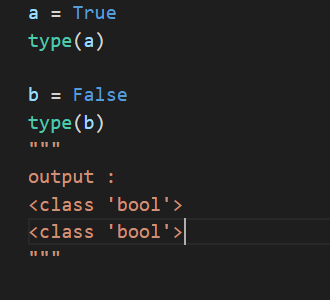 a = True
type(a)
b = False
type(b)
"""
output :
<class 'bool'>
<class 'bool'>
"""